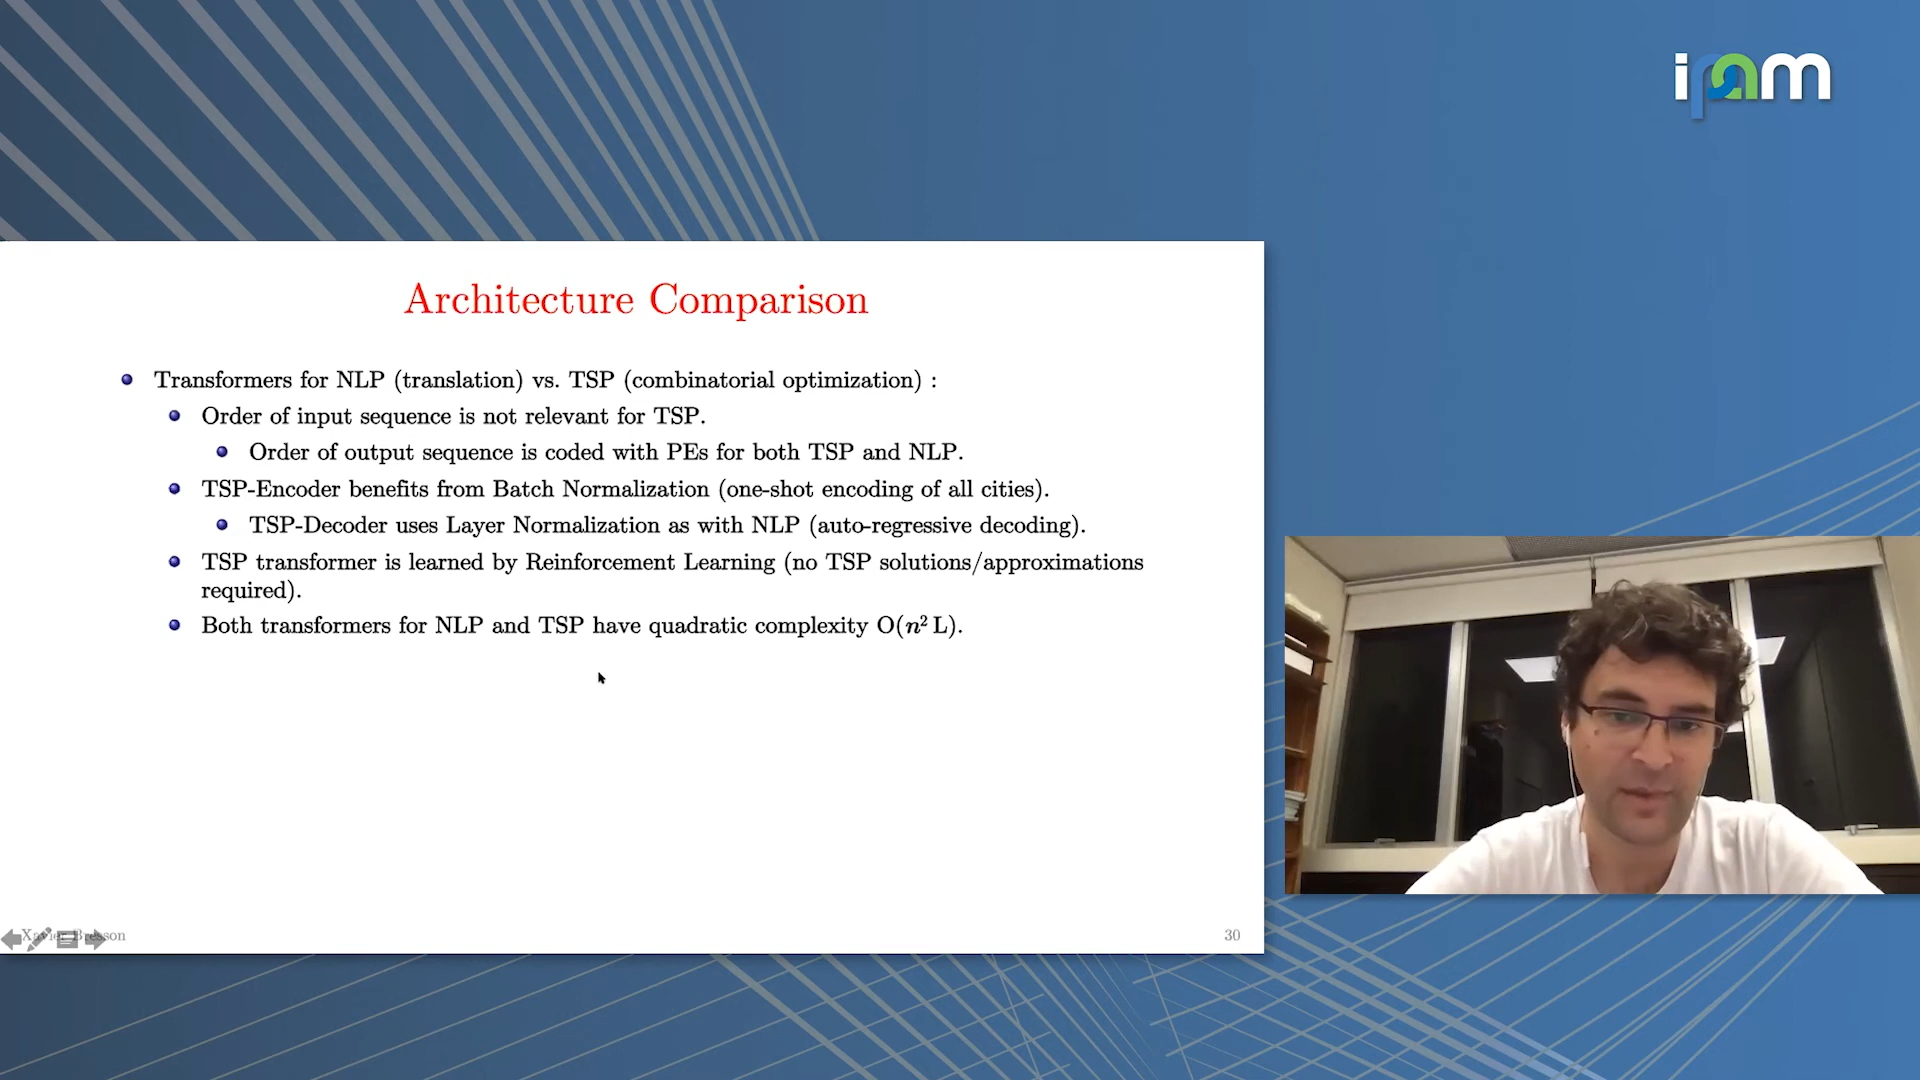 ipam
Architecture Comparison
Transformers for NLP (translation) vs. TSP (combinatorial optimization) :
Order of input sequence is not relevant for TSP.
Order of output sequence is coded with PEs for both TSP and NLP.
TSP-Encoder benefits from Batch Normalization (one-shot encoding of all cities).
TSP-Decoder uses Layer Normalization as with NLP (auto-regressive decoding).
TSP transformer is learned by Reinforcement Learning (no TSP solutions/approximations
required).
Both transformers for NLP and TSP have quadratic complexity O(n² L).
Xavier Bresson
30